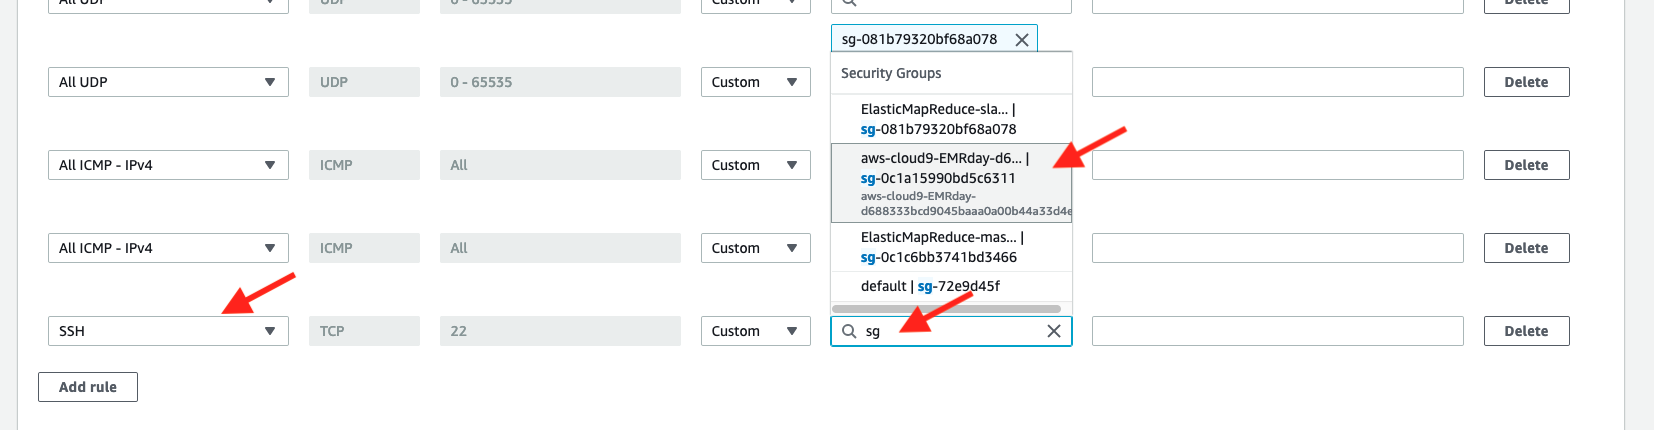 All UDP UDP 0 - 65535 Custom Delete
sg-081b79320bf68a078
All UDP UDP 0 - 65535 Custom Delete
Security Groups
ElasticMapReduce-sla... |
sg-081b79320bf68a078
aws-cloud9-EMRday-d6... |
sg-0c1a15990bd5c6311
aws-cloud9-EMRday-
d688333bcd9045baaa0a00b44a33d4e
All ICMP - IPv4 ICMP All Custom Delete
ElasticMapReduce-mas... |
sg-0c1c6bb3741bd3466
All ICMP - IPv4 ICMP All Custom Delete
default | sg-72e9d45f
SSH TCP 22 Custom sg Delete
Add rule